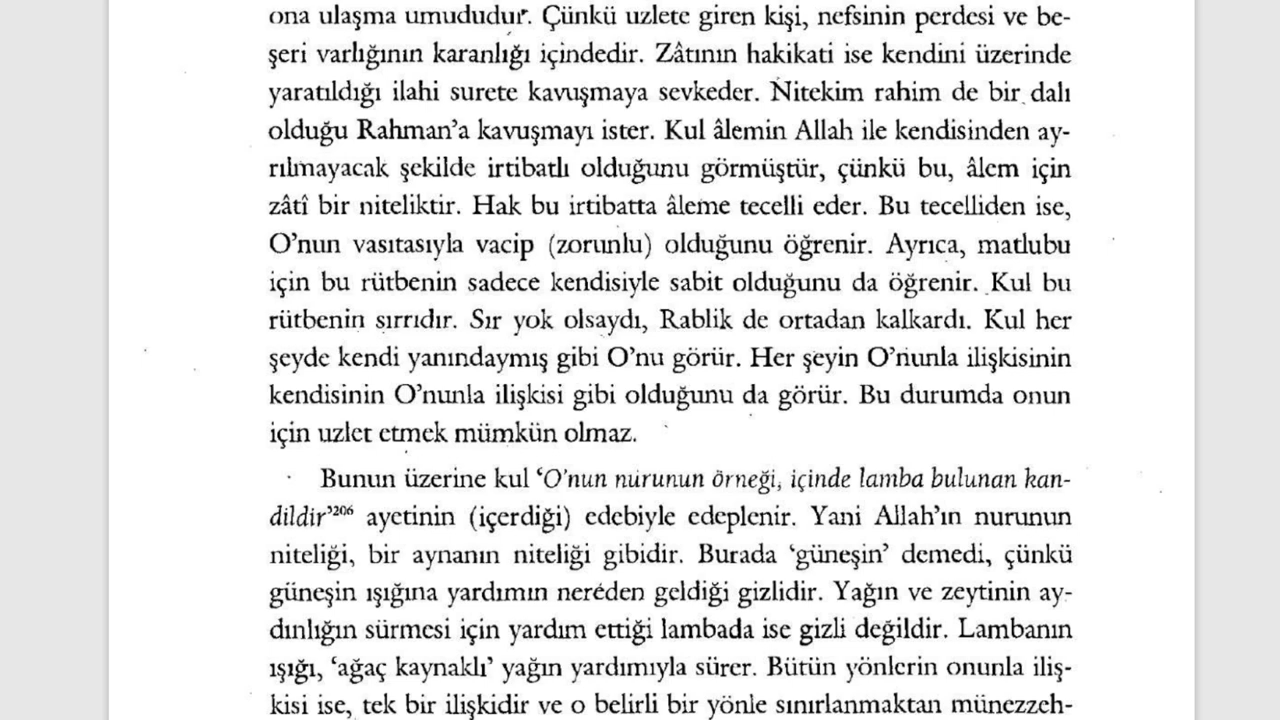 ona ulaşma umududur. Çünkü uzlete giren kişi, nefsinin perdesi ve be-
şeri varlığının karanlığı içindedir. Zâtının hakikati ise kendini üzerinde
yaratıldığı ilahi surete kavuşmaya sevkeder. Nitekim rahim de bir dalı
olduğu Rahman’a kavuşmayı ister. Kul âlemin Allah ile kendisinden ay-
rılmayacak şekilde irtibatlı olduğunu görmüştür, çünkü bu, âlem için
zâtî bir niteliktir. Hak bu irtibatta âleme tecelli eder. Bu tecelliden ise,
O’nun vasıtasıyla vacip (zorunlu) olduğunu öğrenir. Ayrıca, matlubu
için bu rütbenin sadece kendisiyle sabit olduğunu da öğrenir. Kul bu
rütbenin sırrıdır. Sır yok olsaydı, Rablik de ortadan kalkardı. Kul her
şeyde kendi yanındaymış gibi O’nu görür. Her şeyin O’nunla ilişkisinin
kendisinin O’nunla ilişkisi gibi olduğunu da görür. Bu durumda onun
için uzlet etmek mümkün olmaz.
Bunun üzerine kul ‘O’nun nurunun örneği, içinde lamba bulunan kan-
dildir’²⁰⁶ ayetinin (içerdiği) edebiyle edeplenir. Yani Allah’ın nurunun
niteliği, bir aynanın niteliği gibidir. Burada ‘güneşin’ demedi, çünkü
güneşin ışığına yardımın nereden geldiği gizlidir. Yağın ve zeytinin ay-
dınlığın sürmesi için yardım ettiği lambada ise gizli değildir. Lambanın
ışığı, ‘ağaç kaynaklı’ yağın yardımıyla sürer. Bütün yönlerin onunla iliş-
kisi ise, tek bir ilişkidir ve o belirli bir yönle sınırlanmaktan münezzeh-